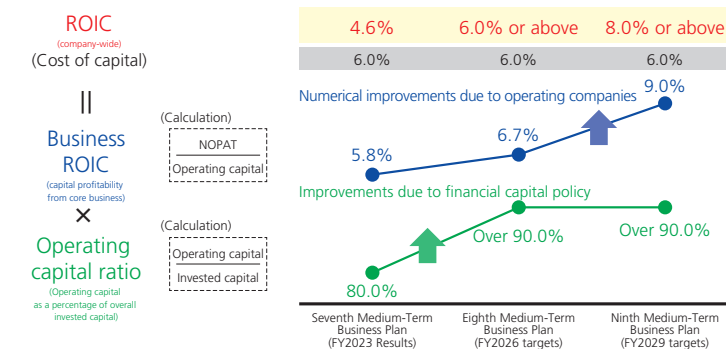 ROIC
(company-wide)
(Cost of capital)
4.6%
6.0% or above
8.0% or above
6.0%
6.0%
6.0%
||
Business
ROIC
(capital profitability
from core business)
(Calculation)
NOPAT
Operating capital
Numerical improvements due to operating companies
5.8%
6.7%
9.0%
×
Operating
capital ratio
(Operating capital
as a percentage of overall
invested capital)
(Calculation)
Operating capital
Invested capital
Improvements due to financial capital policy
80.0%
Over 90.0%
Over 90.0%
Seventh Medium-Term
Business Plan
(FY2023 Results)
Eighth Medium-Term
Business Plan
(FY2026 targets)
Ninth Medium-Term
Business Plan
(FY2029 targets)